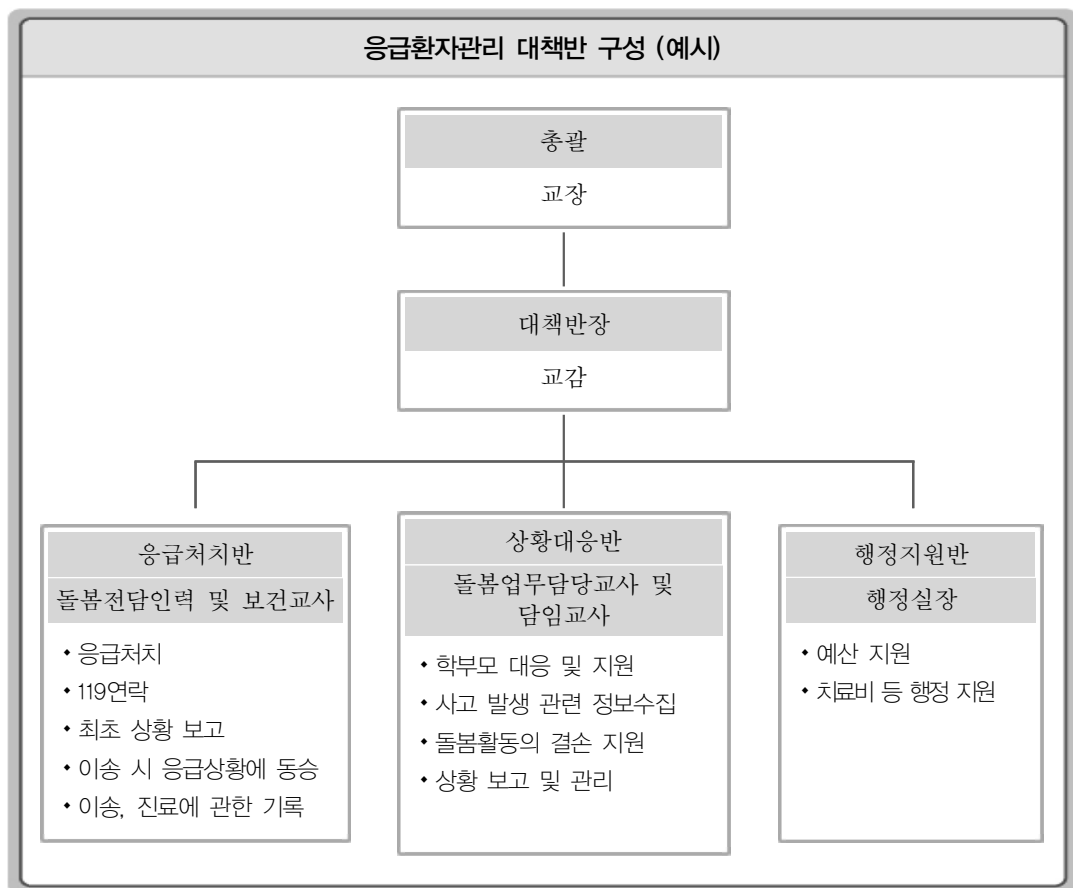 응급환자관리 대책반 구성 (예시)
총괄
교장
대책반장
교감
응급처치반
돌봄전담인력 및 보건교사
• 응급처치
• 119연락
• 최초 상황 보고
• 이송 시 응급상황에 동승
• 이송, 진료에 관한 기록
상황대응반
돌봄업무담당교사 및
담임교사
• 학부모 대응 및 지원
• 사고 발생 관련 정보수집
• 돌봄활동의 결손 지원
• 상황 보고 및 관리
행정지원반
행정실장
• 예산 지원
• 치료비 등 행정 지원